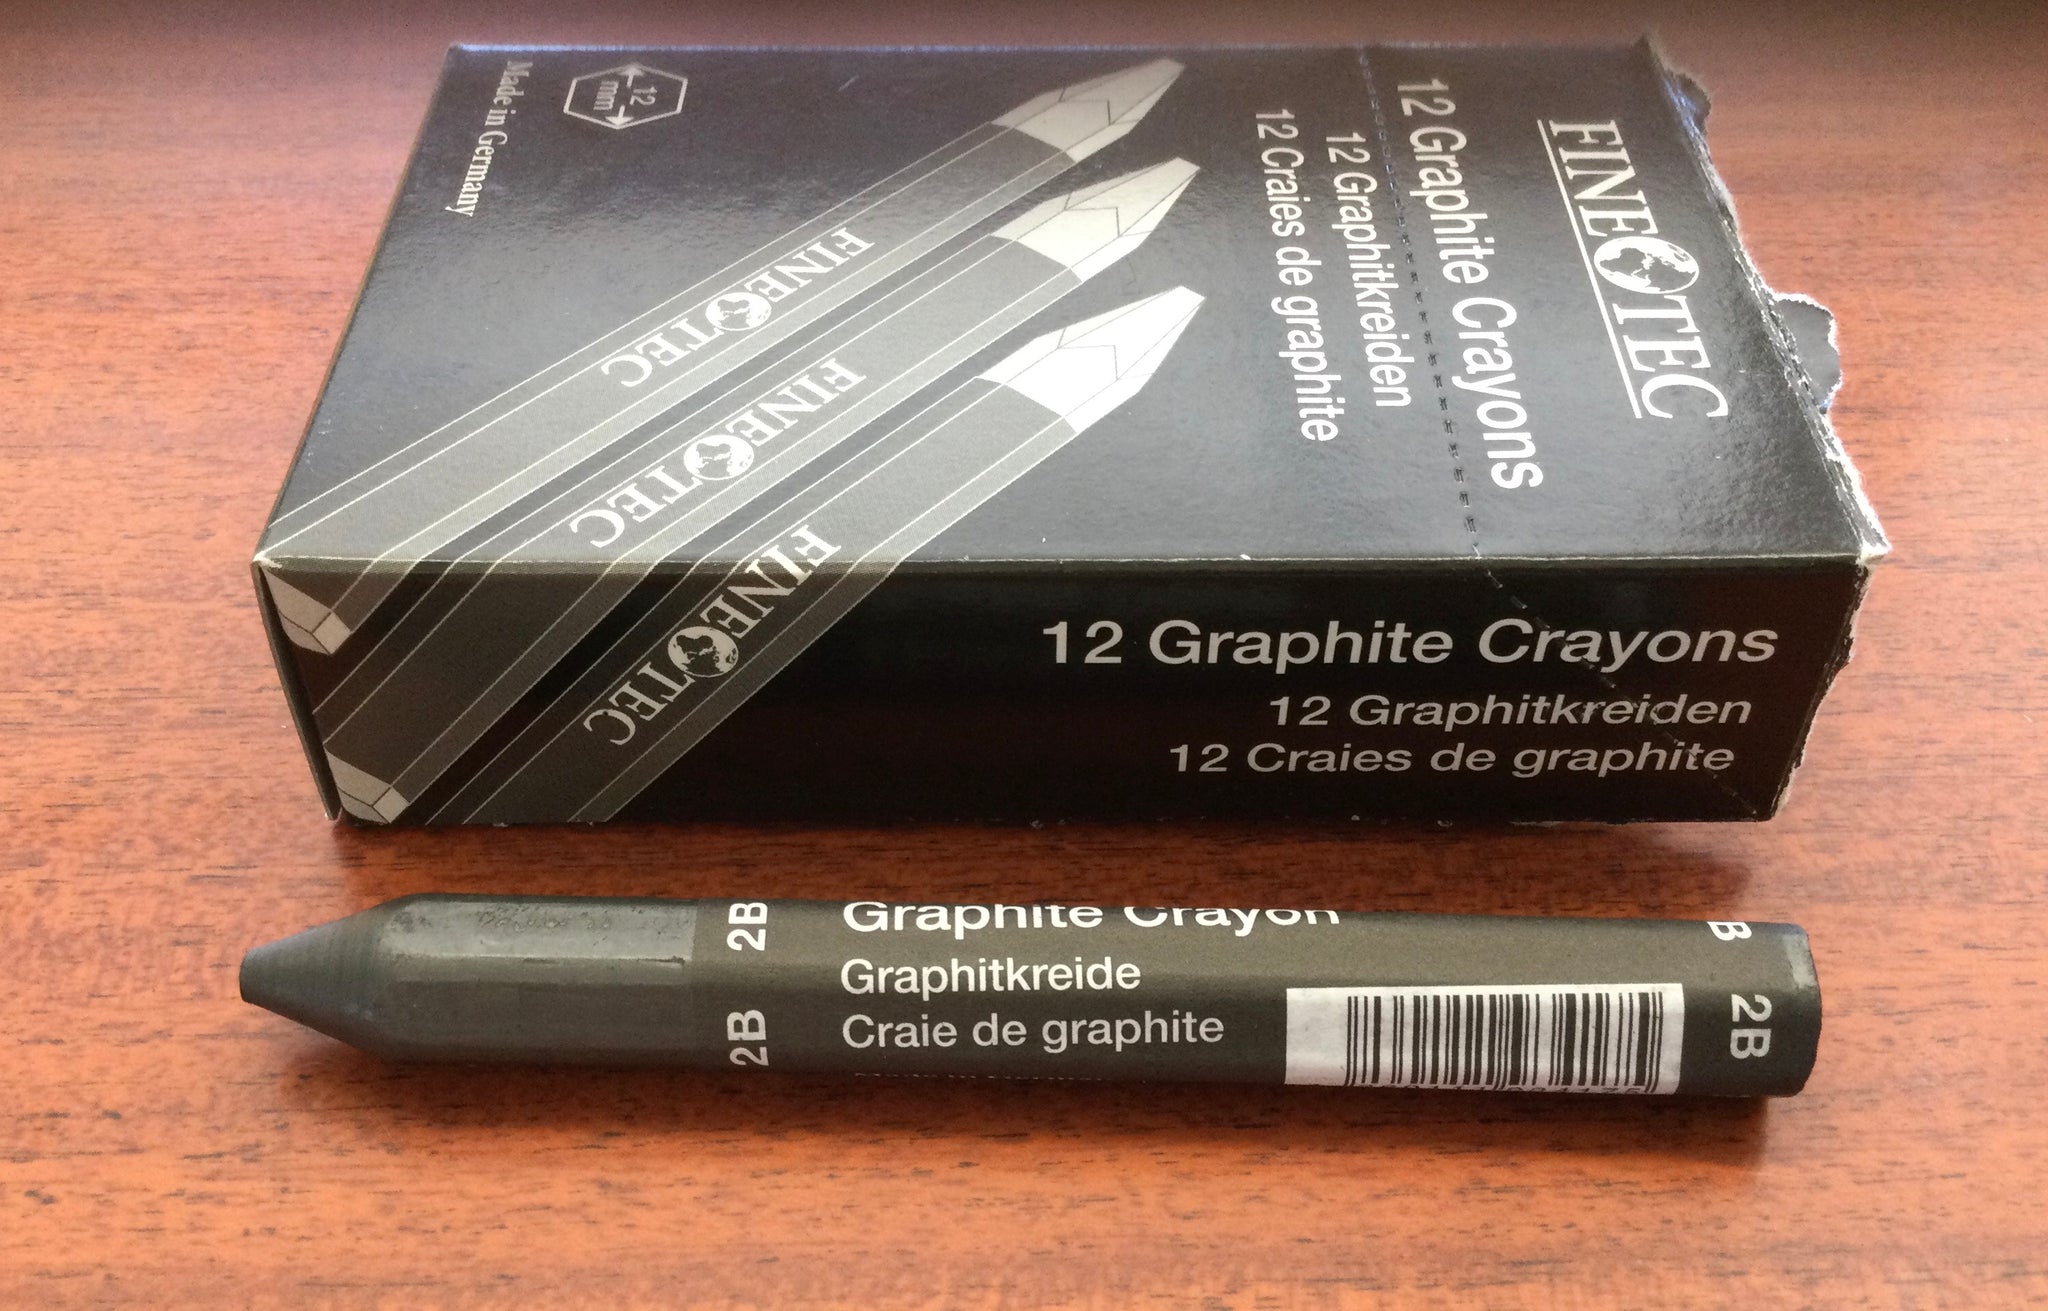 FINETEC
12 Graphite Crayons
12 Graphitkreiden
12 Craies de graphite
FINETEC
FINETEC
FINETEC
12
mm
Made in Germany
12 Graphite Crayons
12 Graphitkreiden
12 Craies de graphite
2B
2B
Graphite Crayon
Graphitkreide
Craie de graphite
B
2B